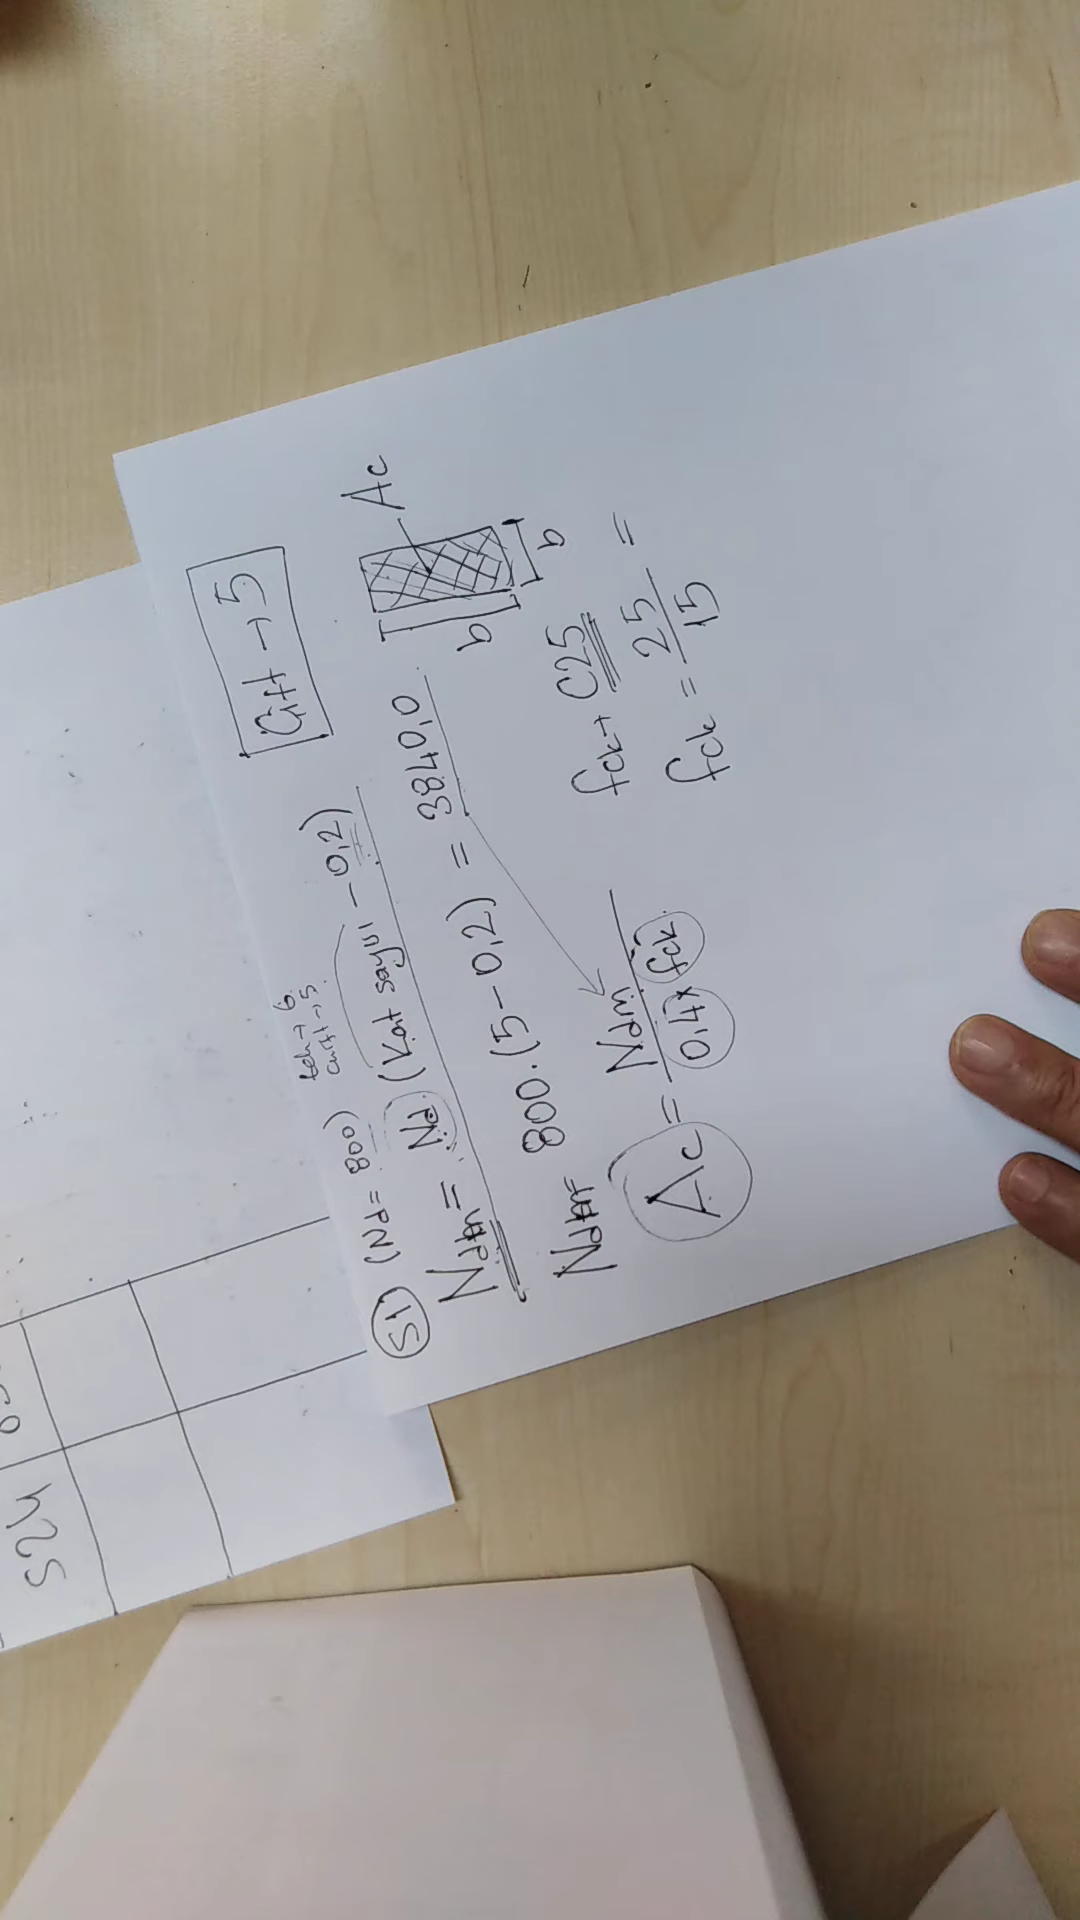 Çift → 5
tek → 6
çift → 5
S1 (Nd = 800)
Ndm = Nd. (Kat sayısı - 0,2)
Ndm= 800. (5 - 0,2) = 3840,0
Ac
b
b
Ac = Ndm / 0.4x fck.
fck → C25
fck = 25 / 15 =
S24